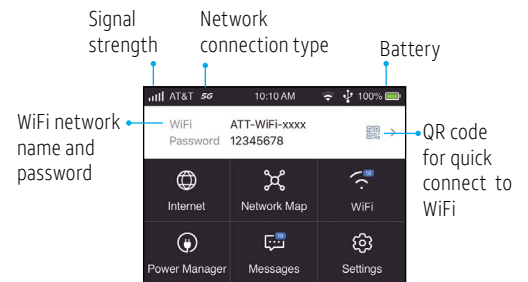 Signal
strength
Network
connection type
Battery
AT&T 5G 10:10 AM 100%
WiFi network
name and
password
WiFi ATT-WiFi-xxxx
Password 12345678
QR code
for quick
connect to
WiFi
10 10
Internet Network Map WiFi
Power Manager Messages Settings